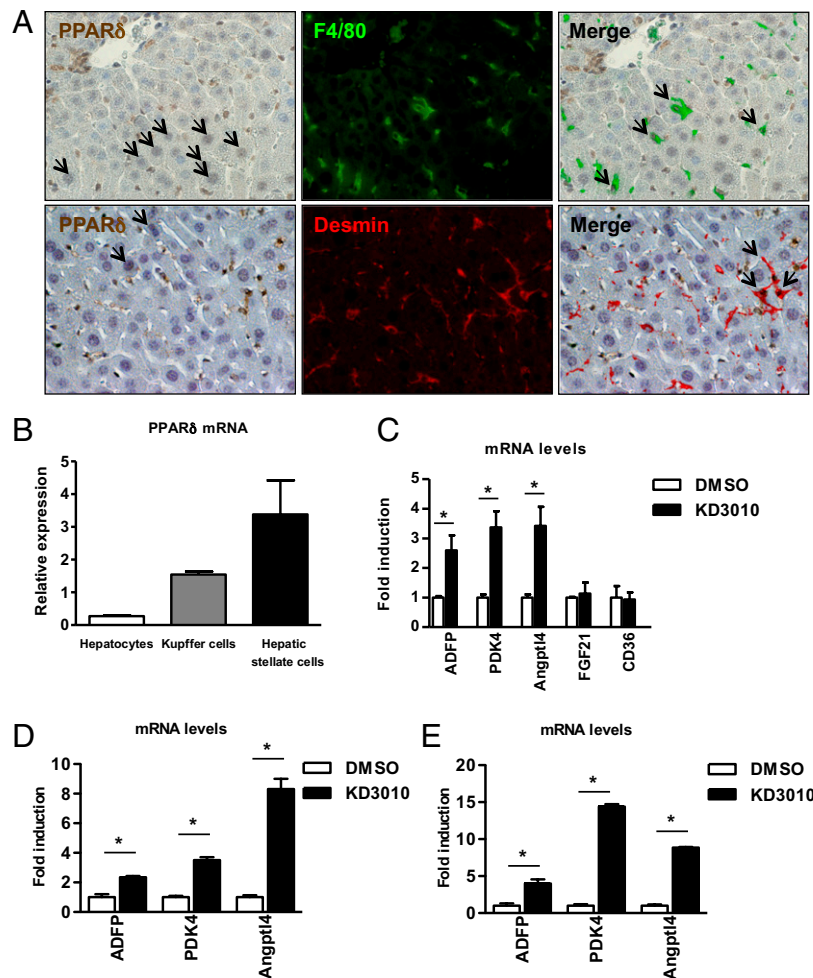 A
PPARδ
F4/80
Merge
PPARδ
Desmin
Merge
B
PPARδ mRNA
Relative expression
5
4
3
2
1
0
Hepatocytes
Kupffer cells
Hepatic
stellate cells
C
mRNA levels
DMSO
KD3010
Fold induction
5
4
3
2
1
0
*
*
*
ADFP
PDK4
Angptl4
FGF21
CD36
D
mRNA levels
DMSO
KD3010
Fold induction
10
8
6
4
2
0
*
*
*
ADFP
PDK4
Angptl4
E
mRNA levels
DMSO
KD3010
Fold induction
20
15
10
5
0
*
*
*
ADFP
PDK4
Angptl4